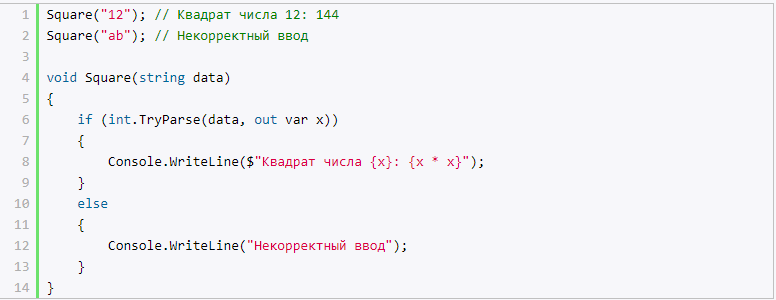 1 Square("12"); // Квадрат числа 12: 144
2 Square("ab"); // Некорректный ввод
3
4 void Square(string data)
5 {
6     if (int.TryParse(data, out var x))
7     {
8         Console.WriteLine($"Квадрат числа {x}: {x * x}");
9     }
10     else
11     {
12         Console.WriteLine("Некорректный ввод");
13     }
14 }